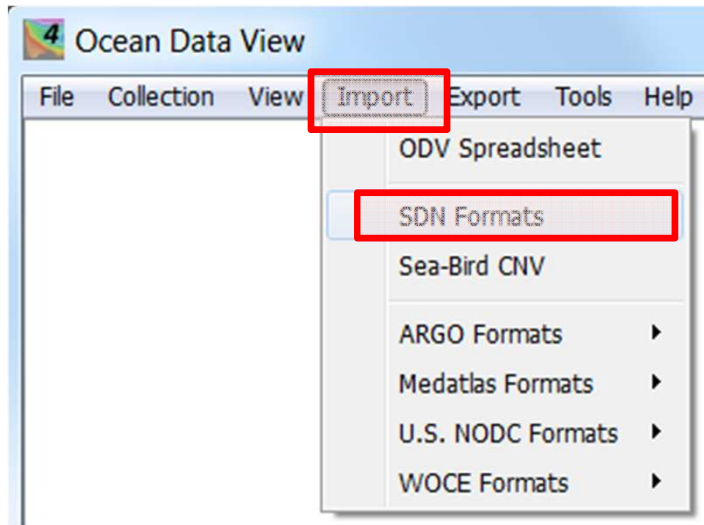 4 Ocean Data View
File Collection View Import Export Tools Help
ODV Spreadsheet
SDN Formats
Sea-Bird CNV
ARGO Formats
Medatlas Formats
U.S. NODC Formats
WOCE Formats